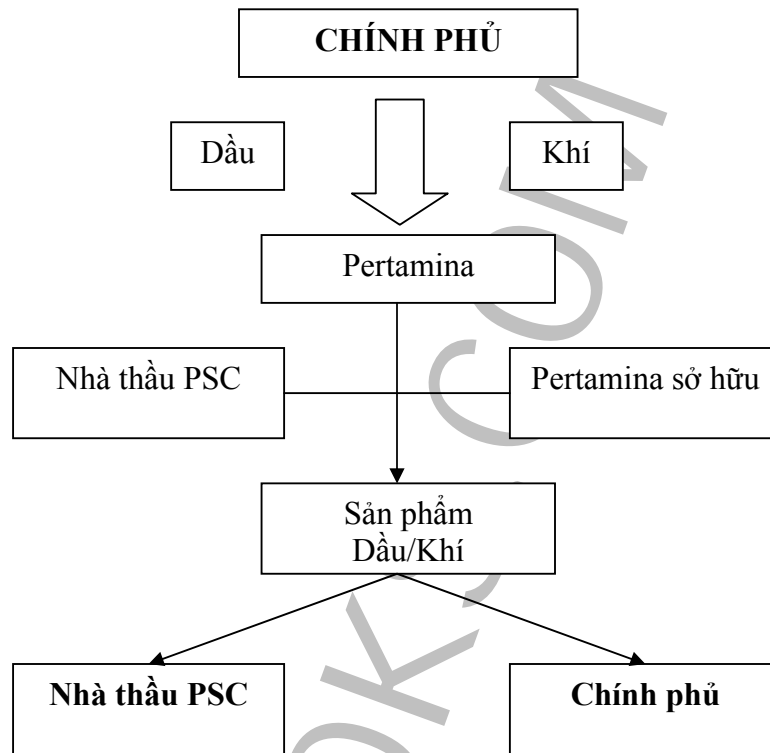 CHÍNH PHỦ
Dầu
Khí
Pertamina
Nhà thầu PSC
Pertamina sở hữu
Sản phẩm
Dầu/Khí
Nhà thầu PSC
Chính phủ